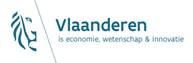 Vlaanderen
is economie, wetenschap & innovatie